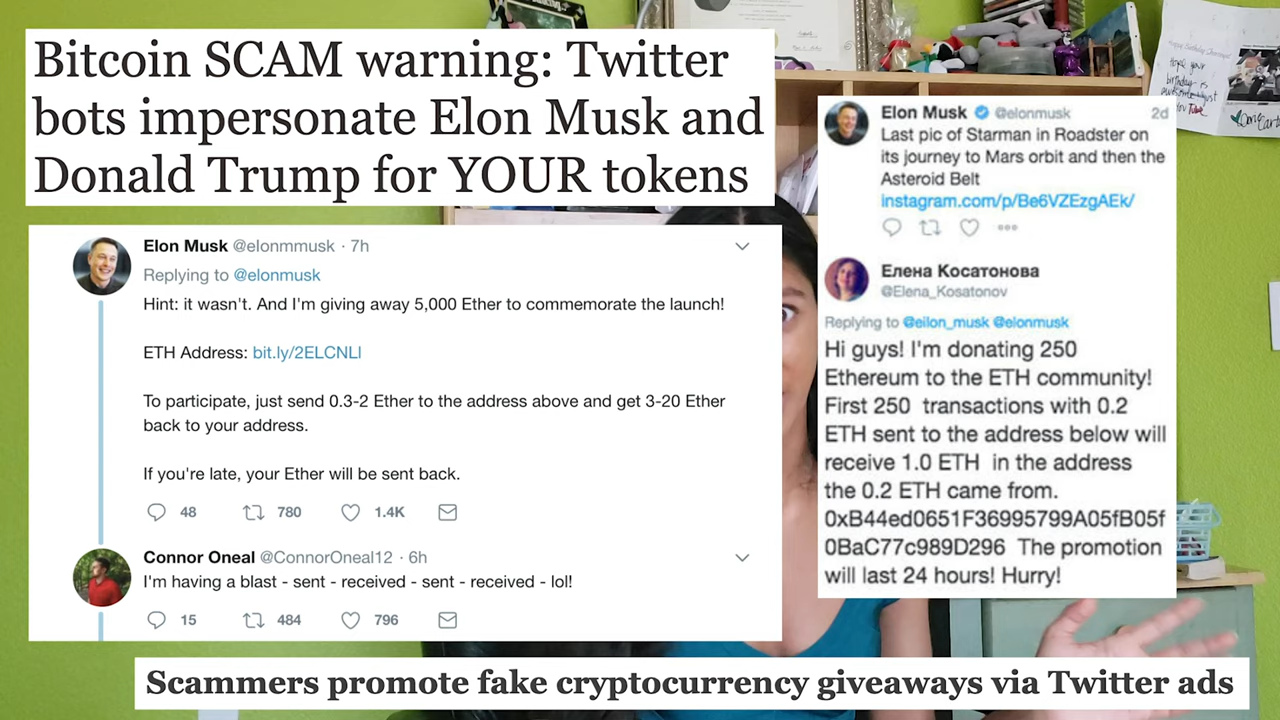 Bitcoin SCAM warning: Twitter
bots impersonate Elon Musk and
Donald Trump for YOUR tokens
Elon Musk @elonmmusk · 7h
Replying to @elonmusk
Hint: it wasn't. And I'm giving away 5,000 Ether to commemorate the launch!
ETH Address: bit.ly/2ELCNLl
To participate, just send 0.3-2 Ether to the address above and get 3-20 Ether
back to your address.
If you're late, your Ether will be sent back.
48 780 1.4K
Connor Oneal @ConnorOneal12 · 6h
I'm having a blast - sent - received - sent - received - lol!
15 484 796
Elon Musk @elonmusk 2d
Last pic of Starman in Roadster on
its journey to Mars orbit and then the
Asteroid Belt
instagram.com/p/Be6VZEzgAEk/
Елена Косатонова
@Elena_Kosatonov
Replying to @eilon_musk @elonmusk
Hi guys! I'm donating 250
Ethereum to the ETH community!
First 250 transactions with 0.2
ETH sent to the address below will
receive 1.0 ETH in the address
the 0.2 ETH came from.
0xB44ed0651F36995799A05fB05f
0BaC77c989D296 The promotion
will last 24 hours! Hurry!
Scammers promote fake cryptocurrency giveaways via Twitter ads
Happy Birthday
hope your
birthday is